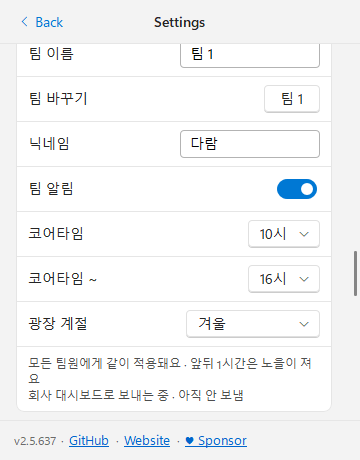 Back
Settings
팀 이름
팀 1
팀 바꾸기
팀 1
닉네임
다람
팀 알림
코어타임
10시
코어타임 ~
16시
광장 계절
겨울
모든 팀원에게 같이 적용돼요 · 앞뒤 1시간은 노을이 져
요
회사 대시보드로 보내는 중 · 아직 안 보냄
v2.5.637 · GitHub · Website · ♥ Sponsor